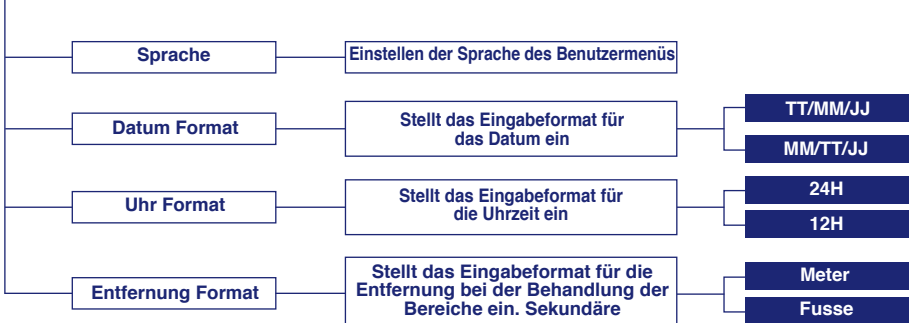 Sprache
Einstellen der Sprache des Benutzermenüs
Datum Format
Stellt das Eingabeformat für
das Datum ein
TT/MM/JJ
MM/TT/JJ
Uhr Format
Stellt das Eingabeformat für
die Uhrzeit ein
24H
12H
Entfernung Format
Stellt das Eingabeformat für die
Entfernung bei der Behandlung der
Bereiche ein. Sekundäre
Meter
Fusse